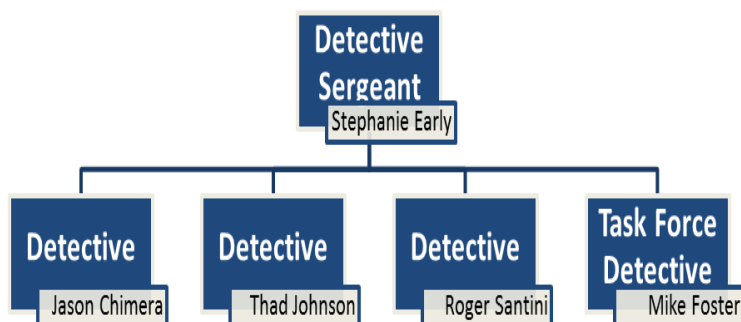 Detective
Sergeant
Stephanie Early
Detective
Jason Chimera
Detective
Thad Johnson
Detective
Roger Santini
Task Force
Detective
Mike Foster